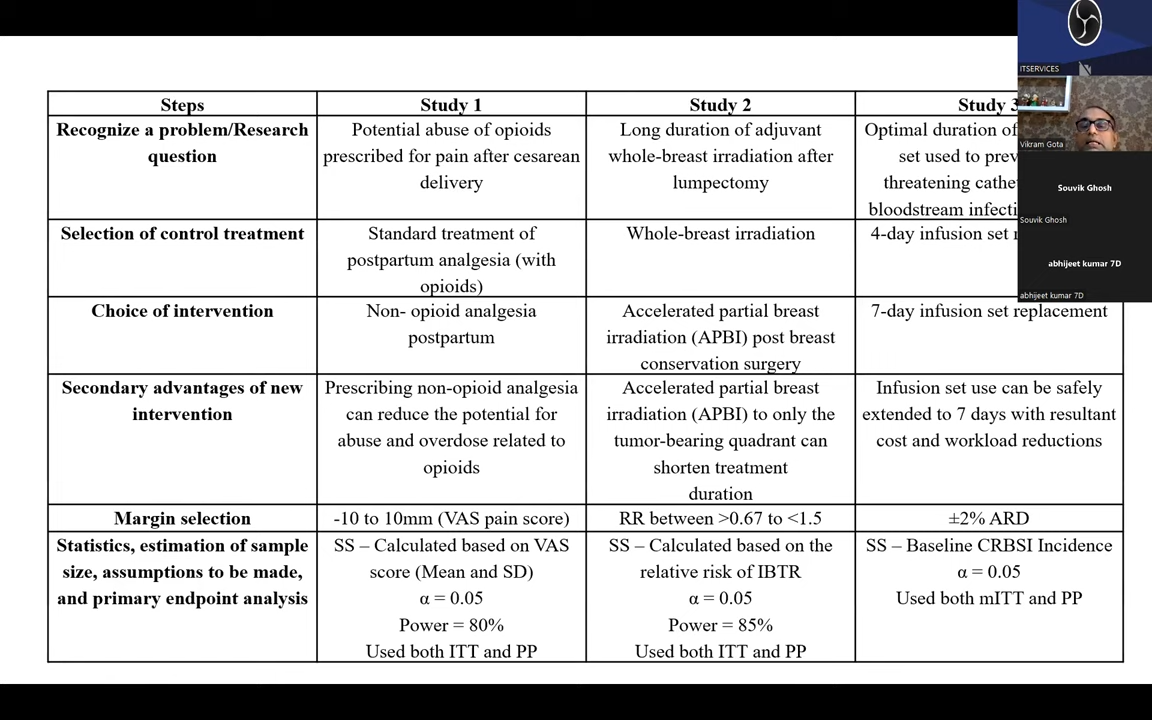 Steps
Study 1
Study 2
Study 3
Recognize a problem/Research
question
Potential abuse of opioids
prescribed for pain after cesarean
delivery
Long duration of adjuvant
whole-breast irradiation after
lumpectomy
Optimal duration of
set used to
threatening
bloodstream
Selection of control treatment
Standard treatment of
postpartum analgesia (with
opioids)
Whole-breast irradiation
4-day infusion set
Choice of intervention
Non- opioid analgesia
postpartum
Accelerated partial breast
irradiation (APBI) post breast
conservation surgery
7-day infusion set replacement
Secondary advantages of new
intervention
Prescribing non-opioid analgesia
can reduce the potential for
abuse and overdose related to
opioids
Accelerated partial breast
irradiation (APBI) to only the
tumor-bearing quadrant can
shorten treatment
duration
Infusion set use can be safely
extended to 7 days with resultant
cost and workload reductions
Margin selection
-10 to 10mm (VAS pain score)
RR between >0.67 to <1.5
±2% ARD
Statistics, estimation of sample
size, assumptions to be made,
and primary endpoint analysis
SS – Calculated based on VAS
score (Mean and SD)
α = 0.05
Power = 80%
Used both ITT and PP
SS – Calculated based on the
relative risk of IBTR
α = 0.05
Power = 85%
Used both ITT and PP
SS – Baseline CRBSI Incidence
α = 0.05
Used both mITT and PP
ITSERVICES
Vikram Gota
Souvik Ghosh
Souvik Ghosh
abhijeet kumar 7D
abhijeet kumar 7D